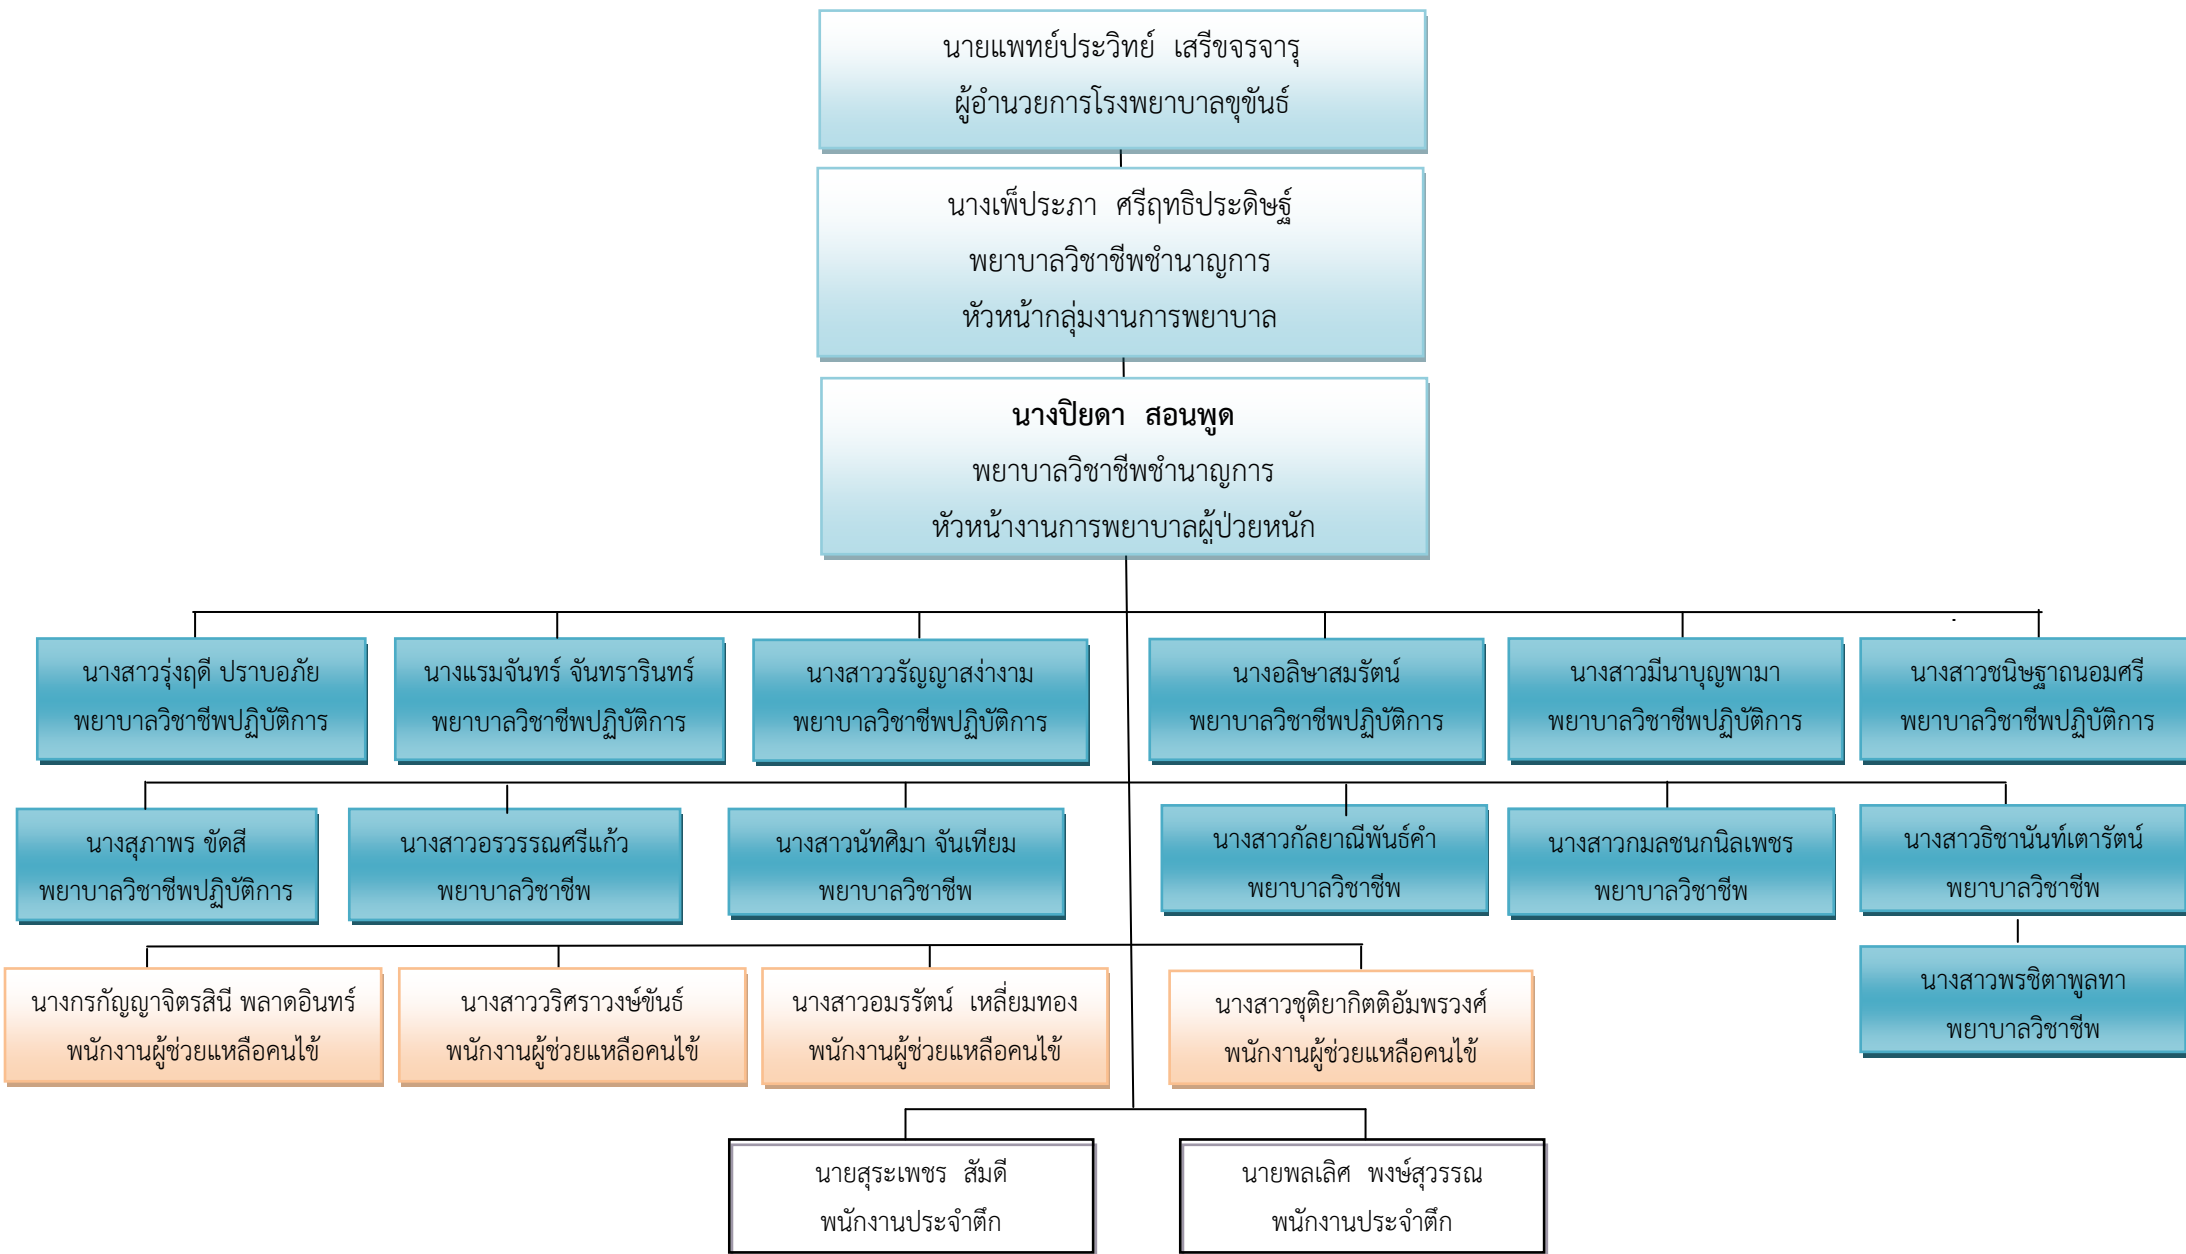 นายแพทย์ประวิทย์ เสรีขจรจารุ
ผู้อำนวยการโรงพยาบาลขุขันธ์
นางเพ็ประภา ศรีฤทธิประดิษฐ์
พยาบาลวิชาชีพชำนาญการ
หัวหน้ากลุ่มงานการพยาบาล
นางปิยดา สอนพูด
พยาบาลวิชาชีพชำนาญการ
หัวหน้างานการพยาบาลผู้ป่วยหนัก
นางสาวรุ่งฤดี ปราบอภัย
พยาบาลวิชาชีพปฏิบัติการ
นางแรมจันทร์ จันทรารินทร์
พยาบาลวิชาชีพปฏิบัติการ
นางสาววรัญญาสง่างาม
พยาบาลวิชาชีพปฏิบัติการ
นางอลิษาสมรัตน์
พยาบาลวิชาชีพปฏิบัติการ
นางสาวมีนาบุญพามา
พยาบาลวิชาชีพปฏิบัติการ
นางสาวชนิษฐาถนอมศรี
พยาบาลวิชาชีพปฏิบัติการ
นางสุภาพร ขัดสี
พยาบาลวิชาชีพปฏิบัติการ
นางสาวอรวรรณศรีแก้ว
พยาบาลวิชาชีพ
นางสาวนัทศิมา จันเทียม
พยาบาลวิชาชีพ
นางสาวกัลยาณีพันธ์คำ
พยาบาลวิชาชีพ
นางสาวกมลชนกนิลเพชร
พยาบาลวิชาชีพ
นางสาวธิชานันท์เตารัตน์
พยาบาลวิชาชีพ
นางสาวพรชิตาพูลทา
พยาบาลวิชาชีพ
นางกรกัญญาจิตรสินี พลาดอินทร์
พนักงานผู้ช่วยแหลือคนไข้
นางสาววริศราวงษ์ขันธ์
พนักงานผู้ช่วยแหลือคนไข้
นางสาวอมรรัตน์ เหลี่ยมทอง
พนักงานผู้ช่วยแหลือคนไข้
นางสาวชุติยากิตติอัมพรวงศ์
พนักงานผู้ช่วยแหลือคนไข้
นายสุระเพชร สัมดี
พนักงานประจำตึก
นายพลเลิศ พงษ์สุวรรณ
พนักงานประจำตึก